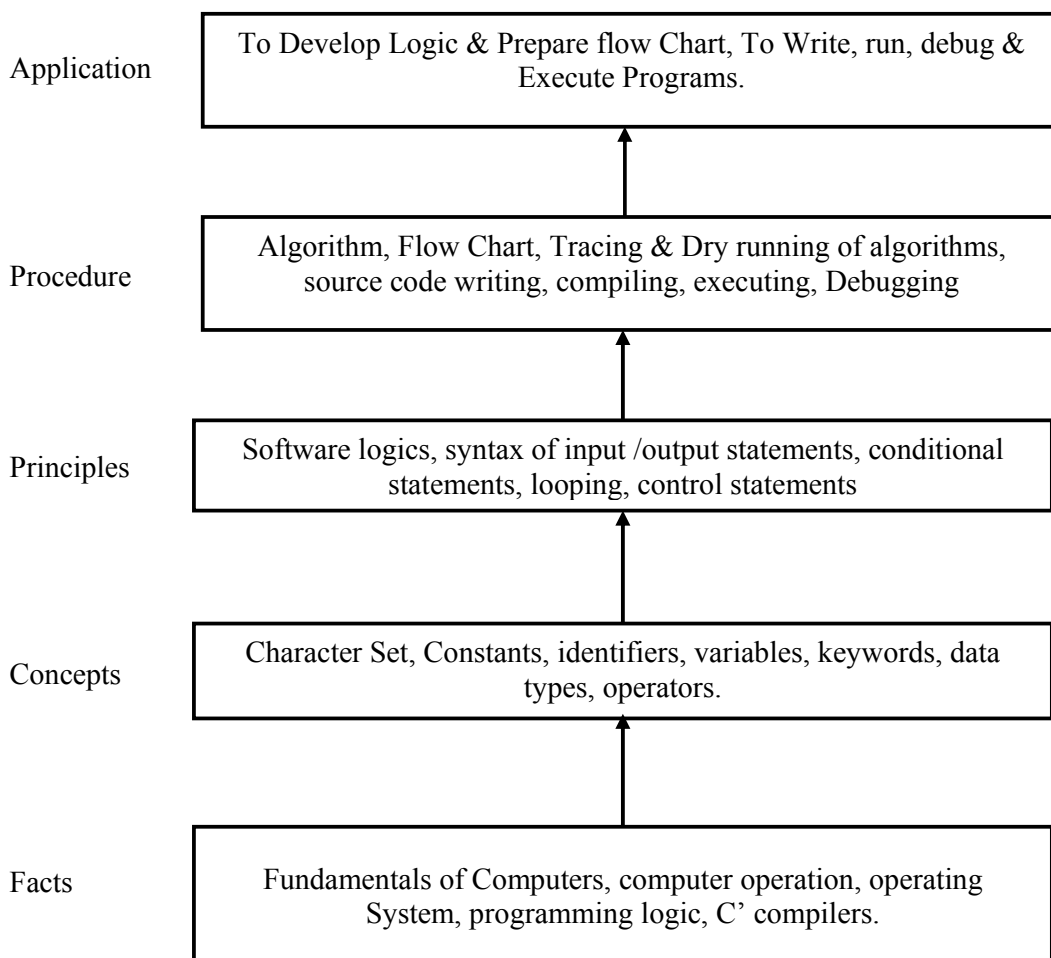 Application
To Develop Logic & Prepare flow Chart, To Write, run, debug &
Execute Programs.
Procedure
Algorithm, Flow Chart, Tracing & Dry running of algorithms,
source code writing, compiling, executing, Debugging
Principles
Software logics, syntax of input /output statements, conditional
statements, looping, control statements
Concepts
Character Set, Constants, identifiers, variables, keywords, data
types, operators.
Facts
Fundamentals of Computers, computer operation, operating
System, programming logic, C’ compilers.